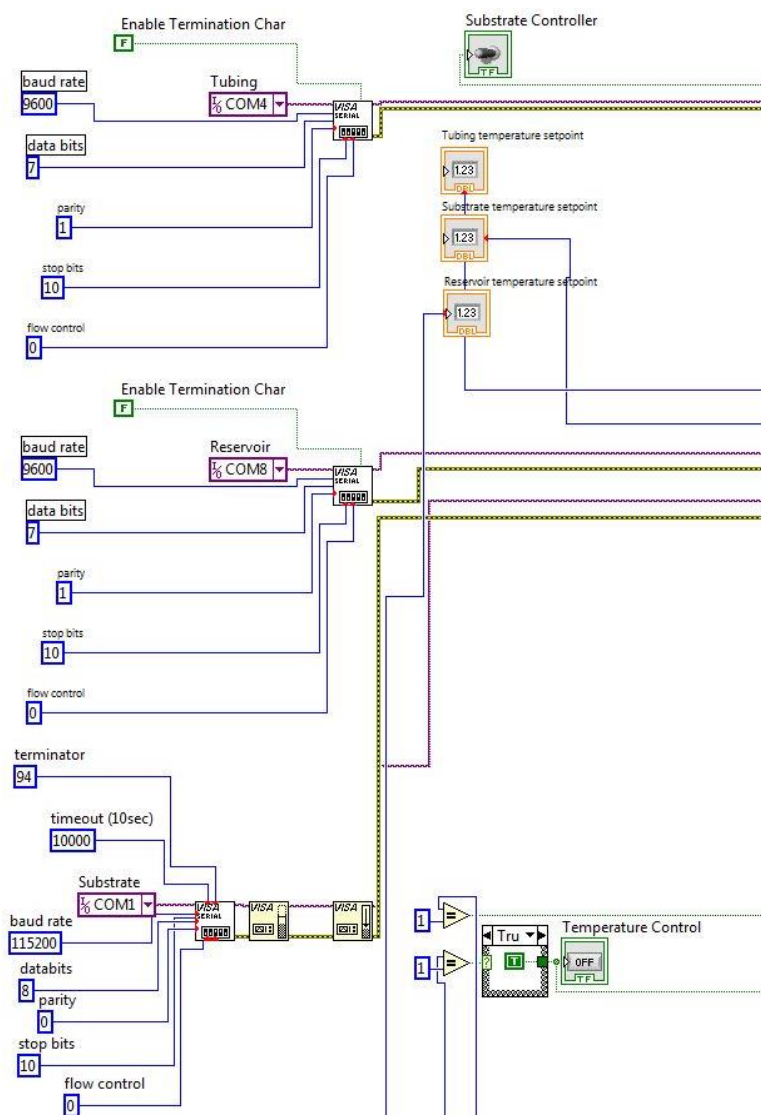 Enable Termination Char
F
baud rate
9600
Tubing
I/O COM4
VISA
SERIAL
data bits
7
parity
1
stop bits
10
flow control
0
Substrate Controller
TF
Tubing temperature setpoint
1.23
DBL
Substrate temperature setpoint
1.23
DBL
Reservoir temperature setpoint
1.23
DBL
Enable Termination Char
F
baud rate
9600
Reservoir
I/O COM8
VISA
SERIAL
data bits
7
parity
1
stop bits
10
flow control
0
terminator
94
timeout (10sec)
10000
Substrate
I/O COM1
VISA
SERIAL
VISA
VISA
baud rate
115200
databits
8
parity
0
stop bits
10
flow control
0
1
=
1
=
Tru
?
T
Temperature Control
OFF
TF